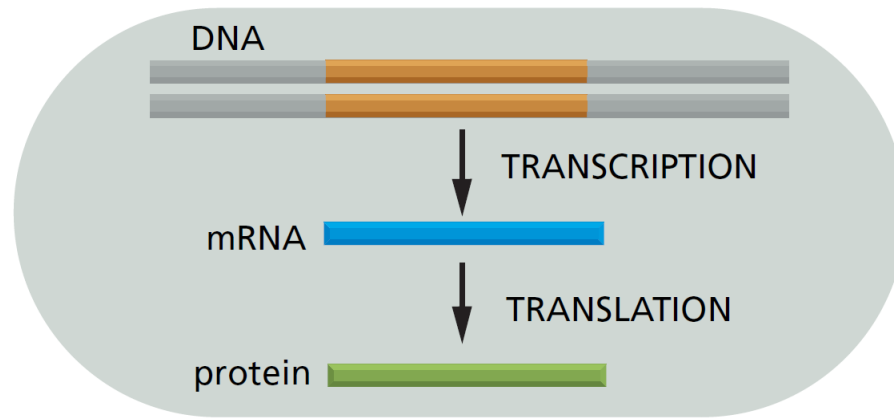 DNA
TRANSCRIPTION
mRNA
TRANSLATION
protein